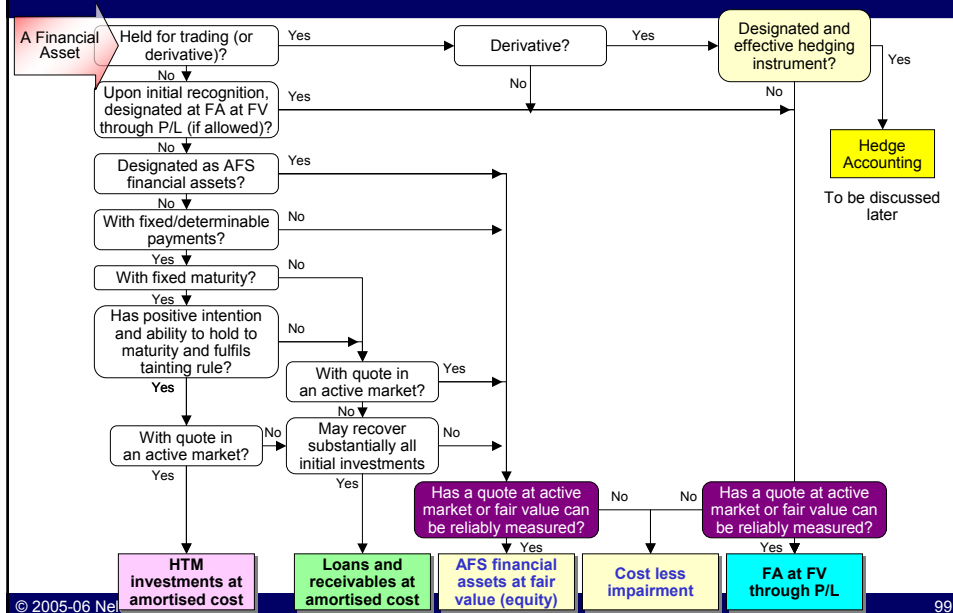 A Financial
Asset
Held for trading (or
derivative)?
Yes
Derivative?
Yes
Designated and
effective hedging
instrument?
Yes
No
No
No
Upon initial recognition,
designated at FA at FV
through P/L (if allowed)?
Yes
Hedge
Accounting
To be discussed
later
No
Designated as AFS
financial assets?
Yes
No
With fixed/determinable
payments?
No
Yes
With fixed maturity?
No
Yes
Has positive intention
and ability to hold to
maturity and fulfils
tainting rule?
No
Yes
With quote in
an active market?
Yes
No
With quote in
an active market?
No
May recover
substantially all
initial investments
No
Yes
Yes
Has a quote at active
market or fair value can
be reliably measured?
No
No
Has a quote at active
market or fair value can
be reliably measured?
Yes
Yes
HTM
investments at
amortised cost
Loans and
receivables at
amortised cost
AFS financial
assets at fair
value (equity)
Cost less
impairment
FA at FV
through P/L
© 2005-06 Nel
99